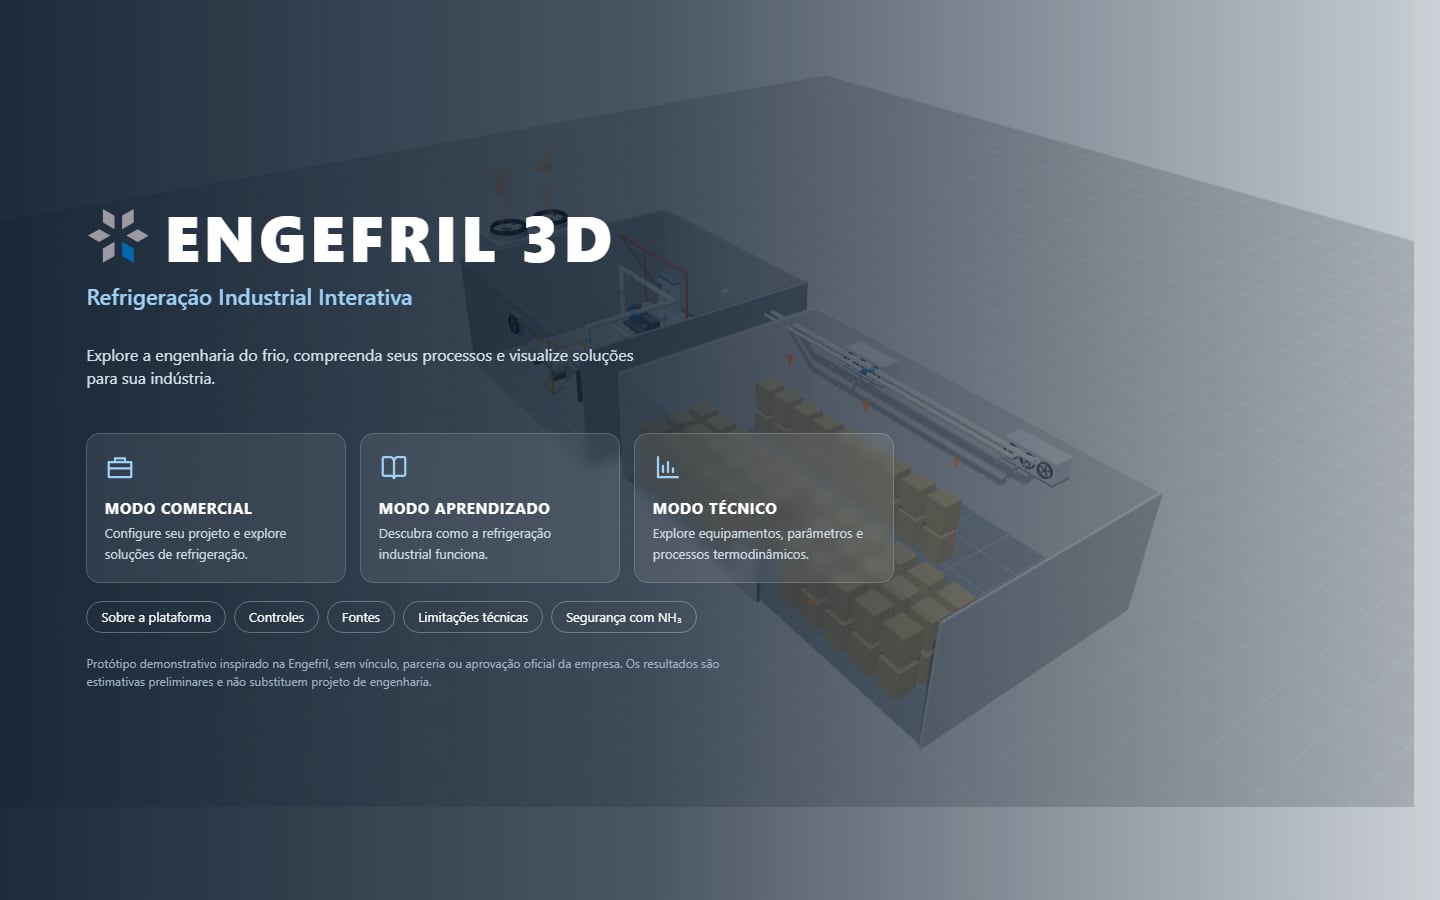 ENGEFRIL 3D
Refrigeração Industrial Interativa
Explore a engenharia do frio, compreenda seus processos e visualize soluções
para sua indústria.
MODO COMERCIAL
Configure seu projeto e explore
soluções de refrigeração.
MODO APRENDIZADO
Descubra como a refrigeração
industrial funciona.
MODO TÉCNICO
Explore equipamentos, parâmetros e
processos termodinâmicos.
Sobre a plataforma
Controles
Fontes
Limitações técnicas
Segurança com NH₃
Protótipo demonstrativo inspirado na Engefril, sem vínculo, parceria ou aprovação oficial da empresa. Os resultados são
estimativas preliminares e não substituem projeto de engenharia.